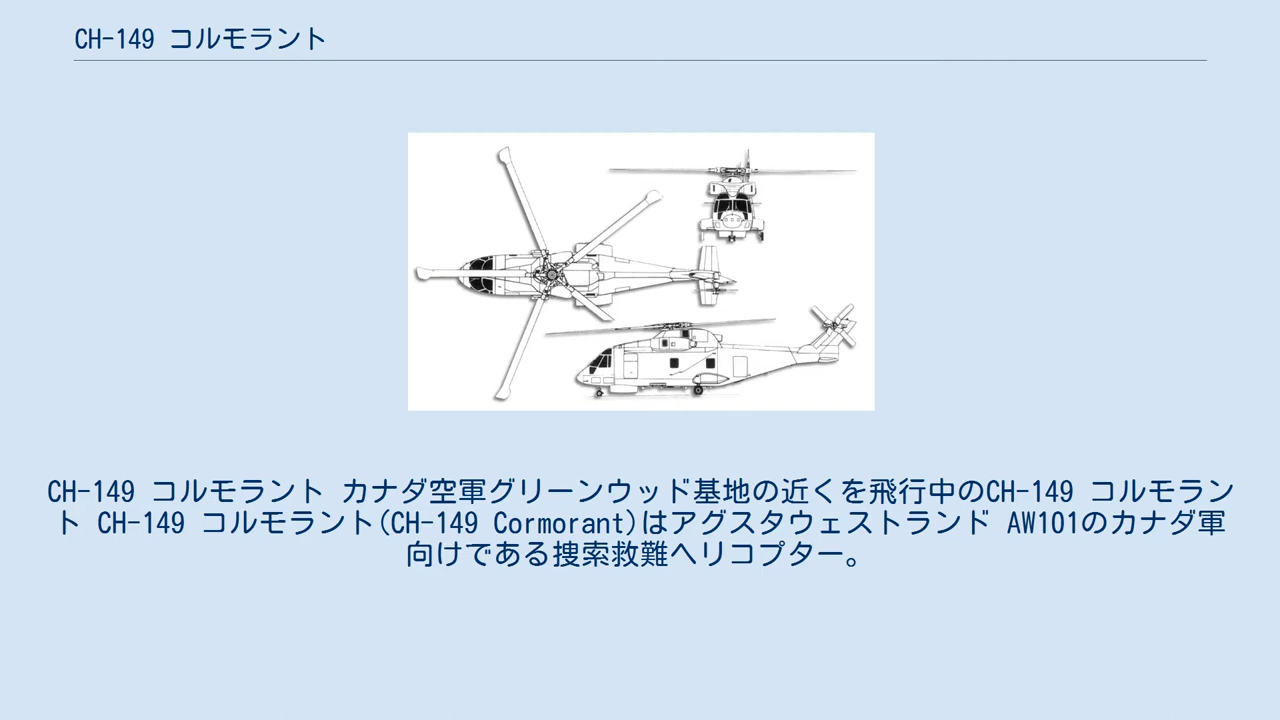 CH-149 コルモラント
CH-149 コルモラント カナダ空軍グリーンウッド基地の近くを飛行中のCH-149 コルモラン
ト CH-149 コルモラント(CH-149 Cormorant)はアグスタウェストランド AW101のカナダ軍
向けである捜索救難ヘリコプター。